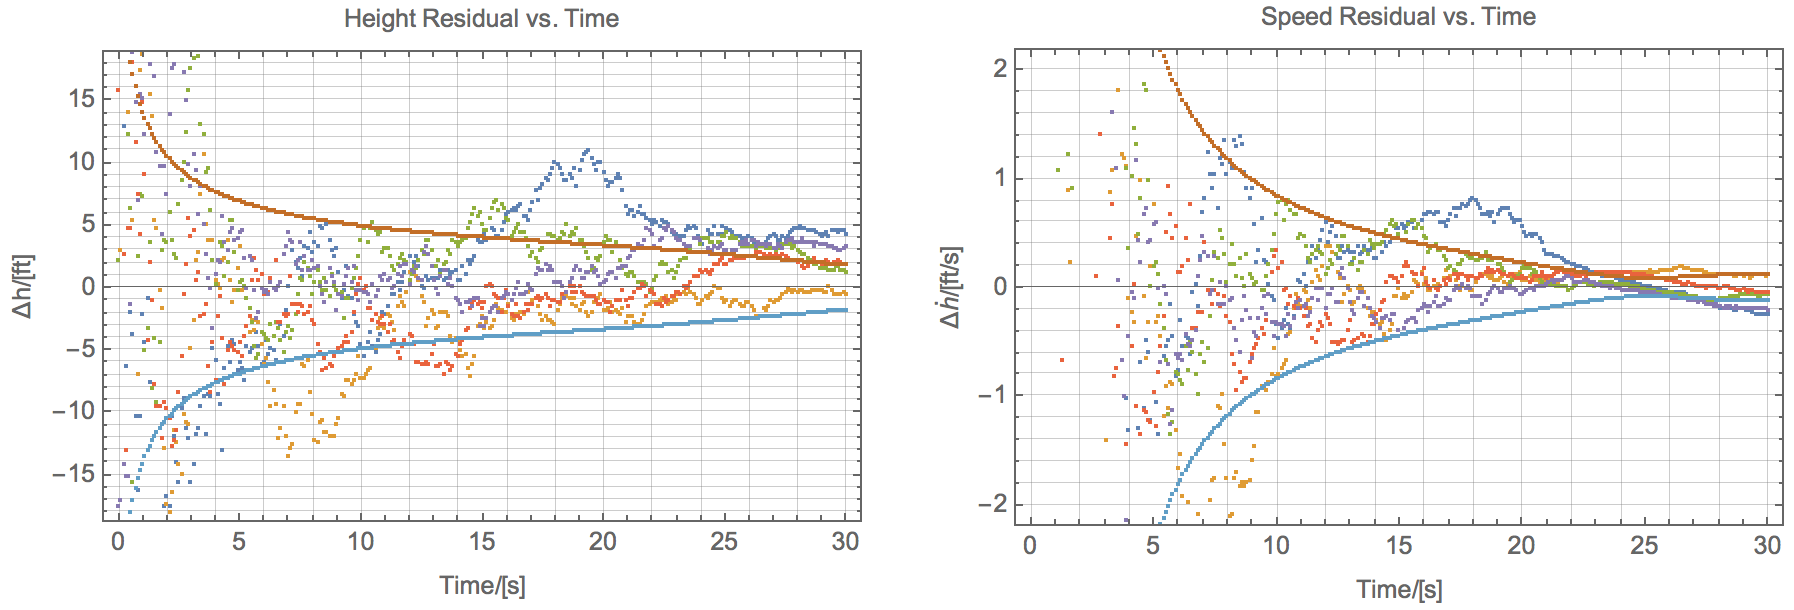 Height Residual vs. Time
Δh/[ft]
15
10
5
0
−5
−10
−15
0 5 10 15 20 25 30
Time/[s]
Speed Residual vs. Time
Δḣ/[ft/s]
2
1
0
−1
−2
0 5 10 15 20 25 30
Time/[s]